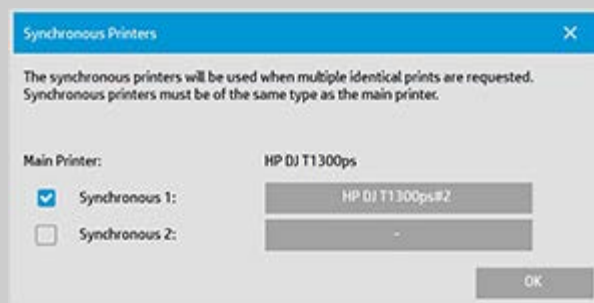 Synchronous Printers
The synchronous printers will be used when multiple identical prints are requested.
Synchronous printers must be of the same type as the main printer.
Main Printer: HP DJ T1300ps
Synchronous 1: HP DJ T1300ps#2
Synchronous 2: -
OK